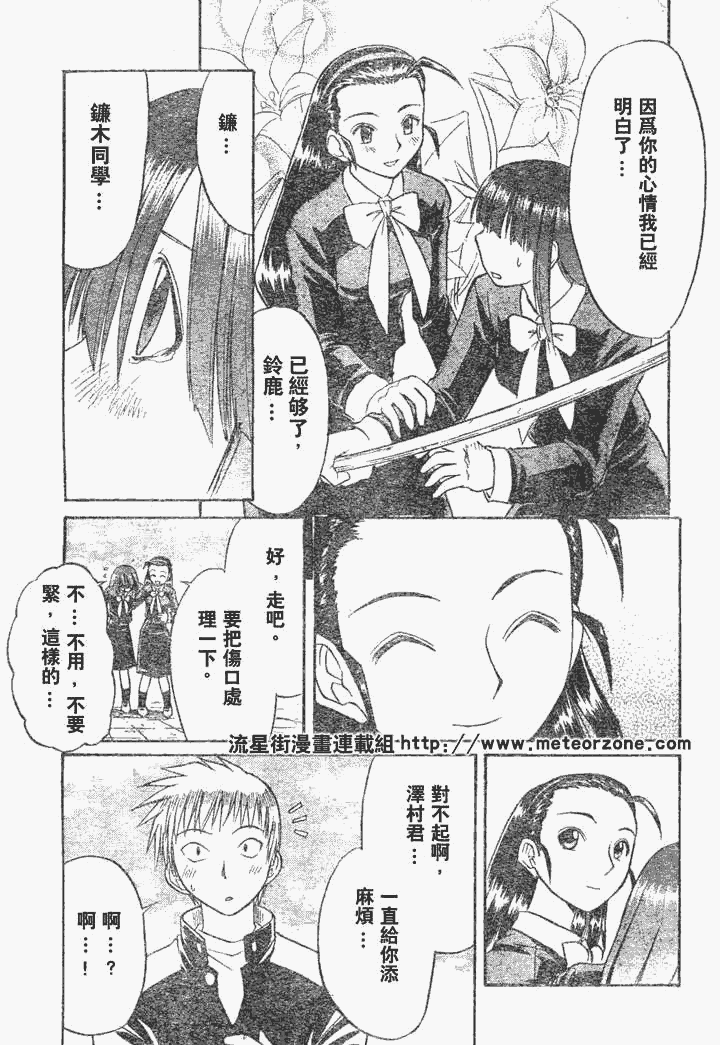 因爲你的心情我已經
明白了…
已經够了，
鈴鹿…
鐮…
鐮木同學…
好，走吧。
要把傷口處
理一下。
不…不用，不要
緊，這樣的…
流星街漫畫連載組 http://www.meteorzone.com
對不起啊，
澤村君…
一直給你添
麻煩…
啊…?
啊…!